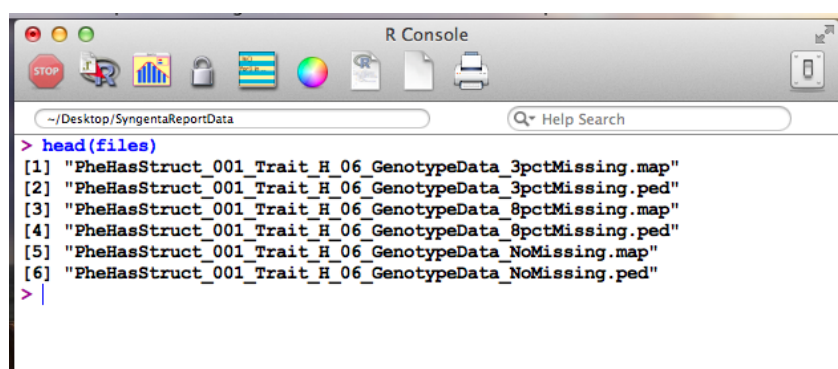 R Console
STOP
~/Desktop/SyngentaReportData
Help Search
> head(files)
[1] "PheHasStruct_001_Trait_H_06_GenotypeData_3pctMissing.map"
[2] "PheHasStruct_001_Trait_H_06_GenotypeData_3pctMissing.ped"
[3] "PheHasStruct_001_Trait_H_06_GenotypeData_8pctMissing.map"
[4] "PheHasStruct_001_Trait_H_06_GenotypeData_8pctMissing.ped"
[5] "PheHasStruct_001_Trait_H_06_GenotypeData_NoMissing.map"
[6] "PheHasStruct_001_Trait_H_06_GenotypeData_NoMissing.ped"
>